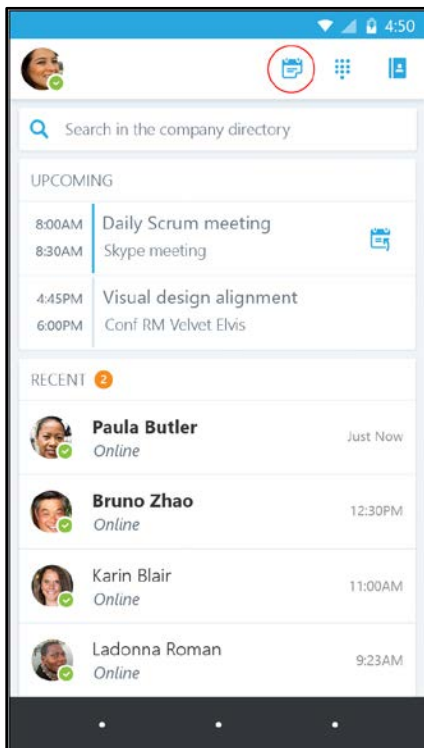 4:50
Search in the company directory
UPCOMING
8:00AM Daily Scrum meeting
8:30AM Skype meeting
4:45PM Visual design alignment
6:00PM Conf RM Velvet Elvis
RECENT 2
Paula Butler Just Now
Online
Bruno Zhao 12:30PM
Online
Karin Blair 11:00AM
Online
Ladonna Roman 9:23AM
Online